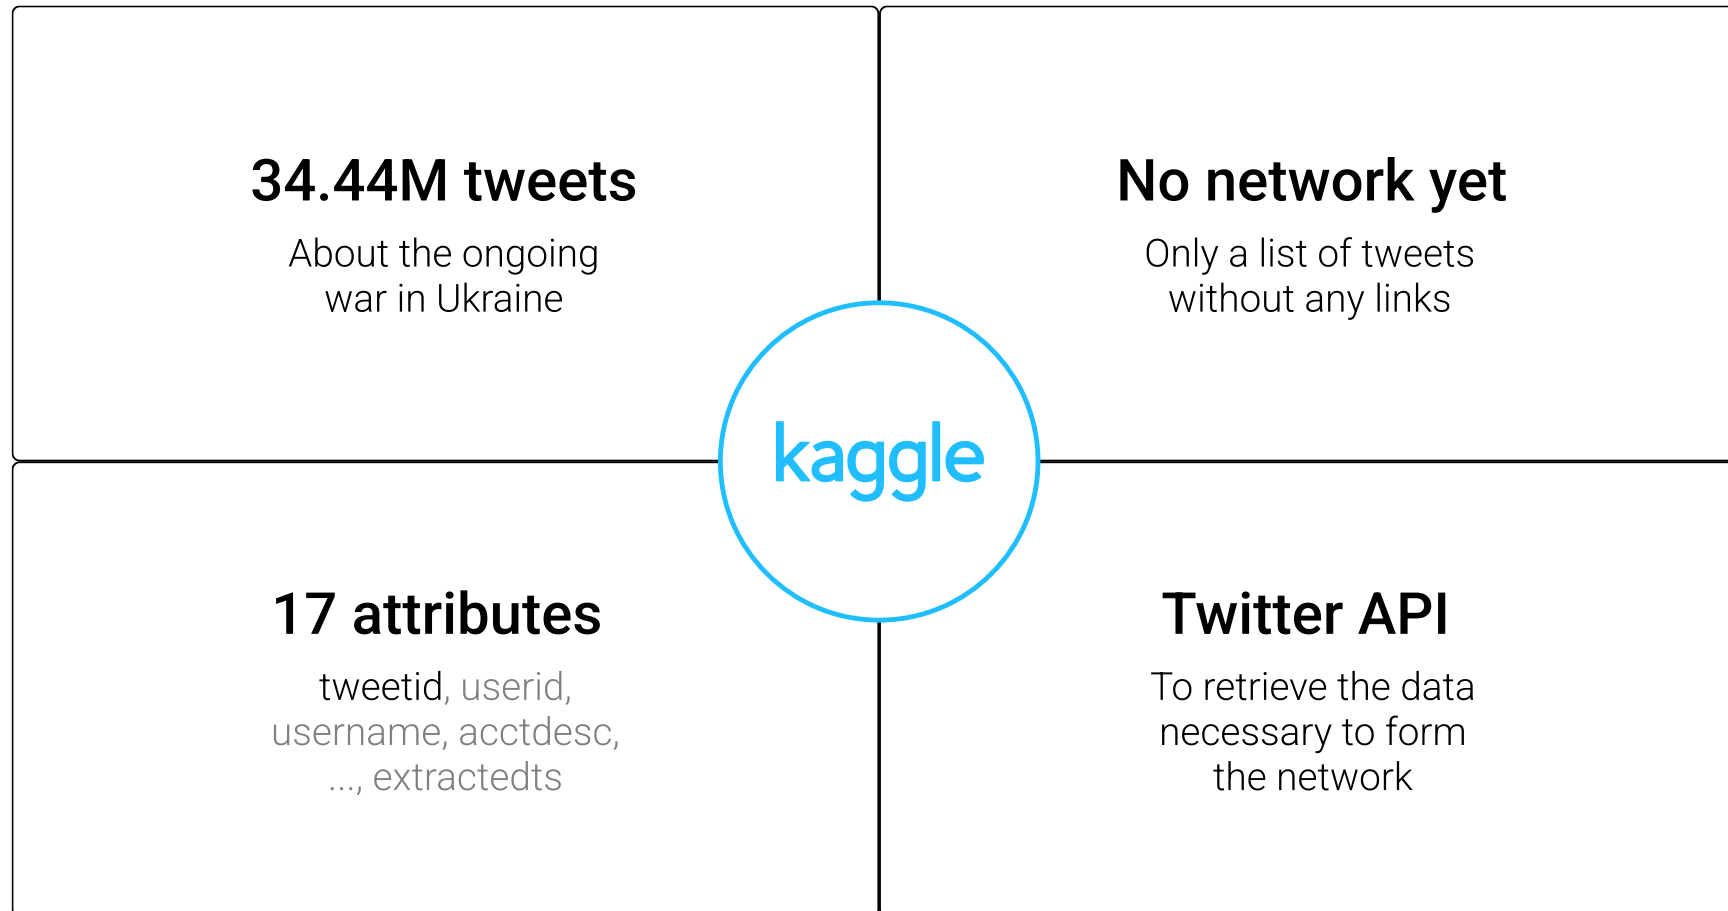 34.44M tweets
About the ongoing
war in Ukraine
No network yet
Only a list of tweets
without any links
kaggle
17 attributes
tweetid, userid,
username, acctdesc,
..., extractedts
Twitter API
To retrieve the data
necessary to form
the network